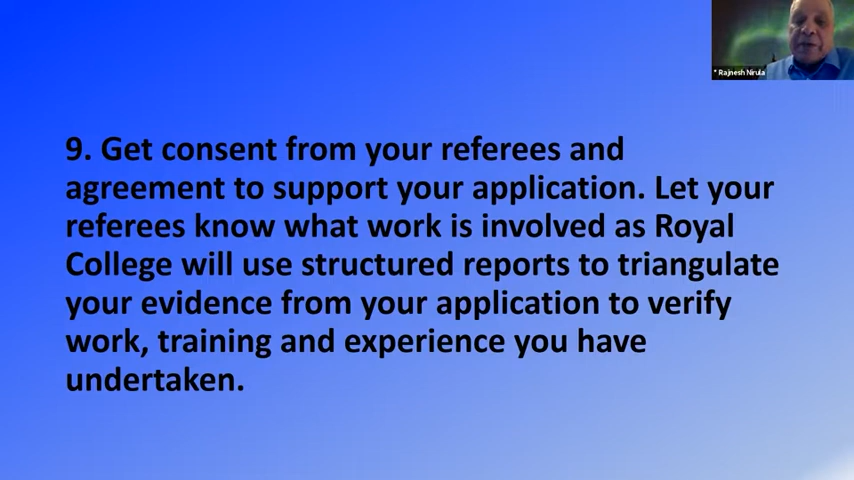 * Rajnesh Nirula
9. Get consent from your referees and
agreement to support your application. Let your
referees know what work is involved as Royal
College will use structured reports to triangulate
your evidence from your application to verify
work, training and experience you have
undertaken.